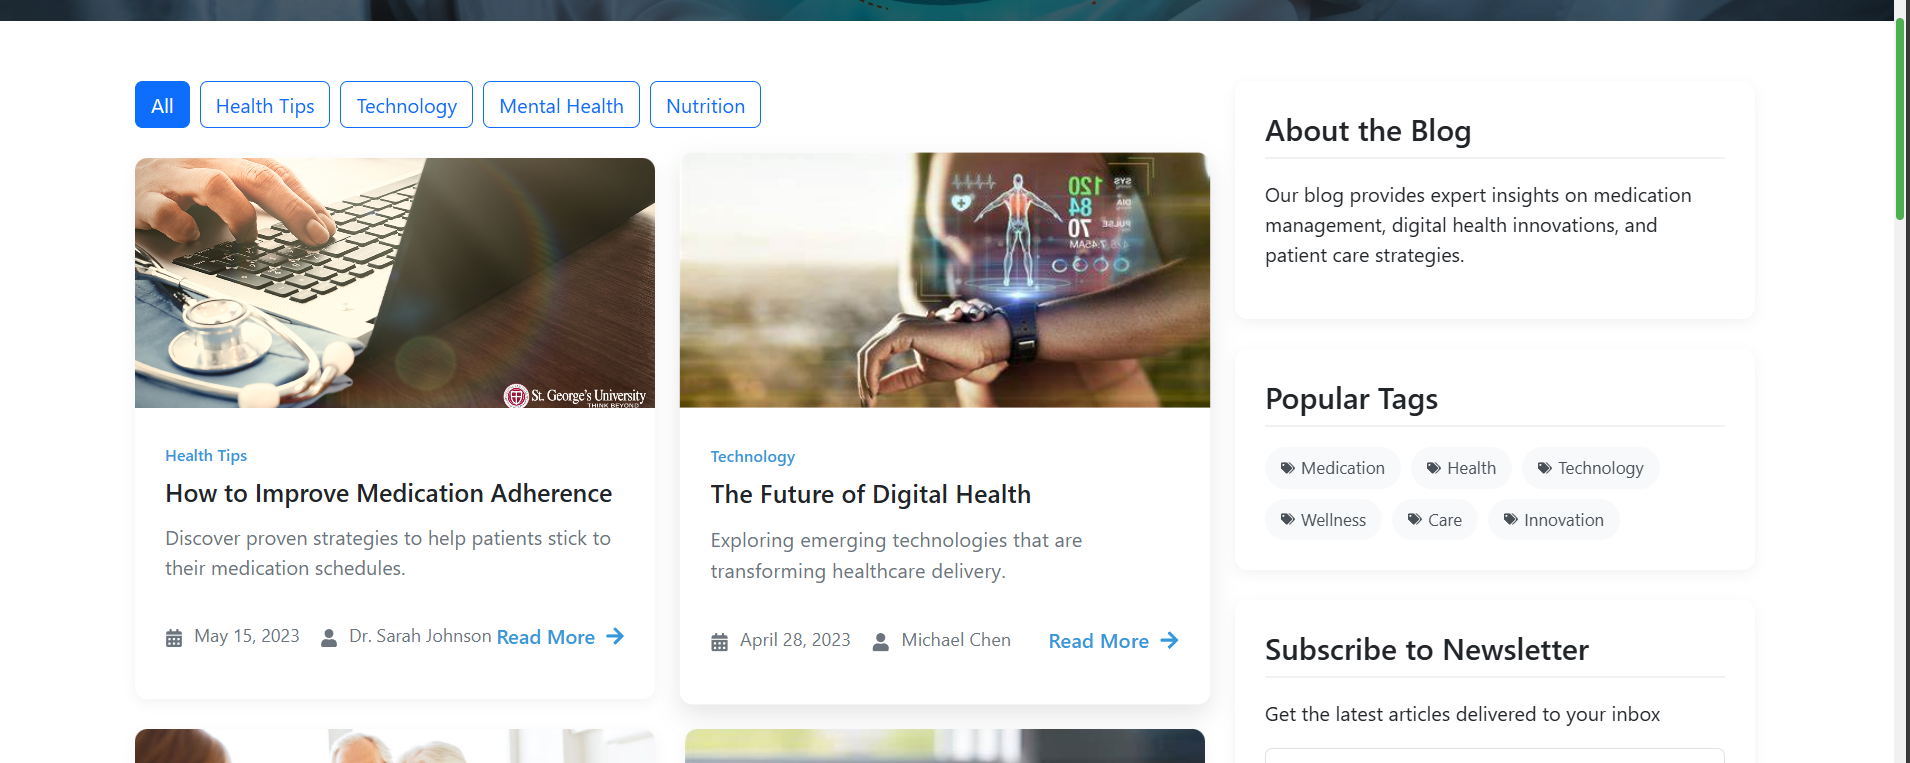 All
Health Tips
Technology
Mental Health
Nutrition
St. George's University
THINK BEYOND
Health Tips
How to Improve Medication Adherence
Discover proven strategies to help patients stick to
their medication schedules.
May 15, 2023
Dr. Sarah Johnson
Read More
120
SYS
84
DIA
70
PULSE
Technology
The Future of Digital Health
Exploring emerging technologies that are
transforming healthcare delivery.
April 28, 2023
Michael Chen
Read More
About the Blog
Our blog provides expert insights on medication
management, digital health innovations, and
patient care strategies.
Popular Tags
Medication
Health
Technology
Wellness
Care
Innovation
Subscribe to Newsletter
Get the latest articles delivered to your inbox